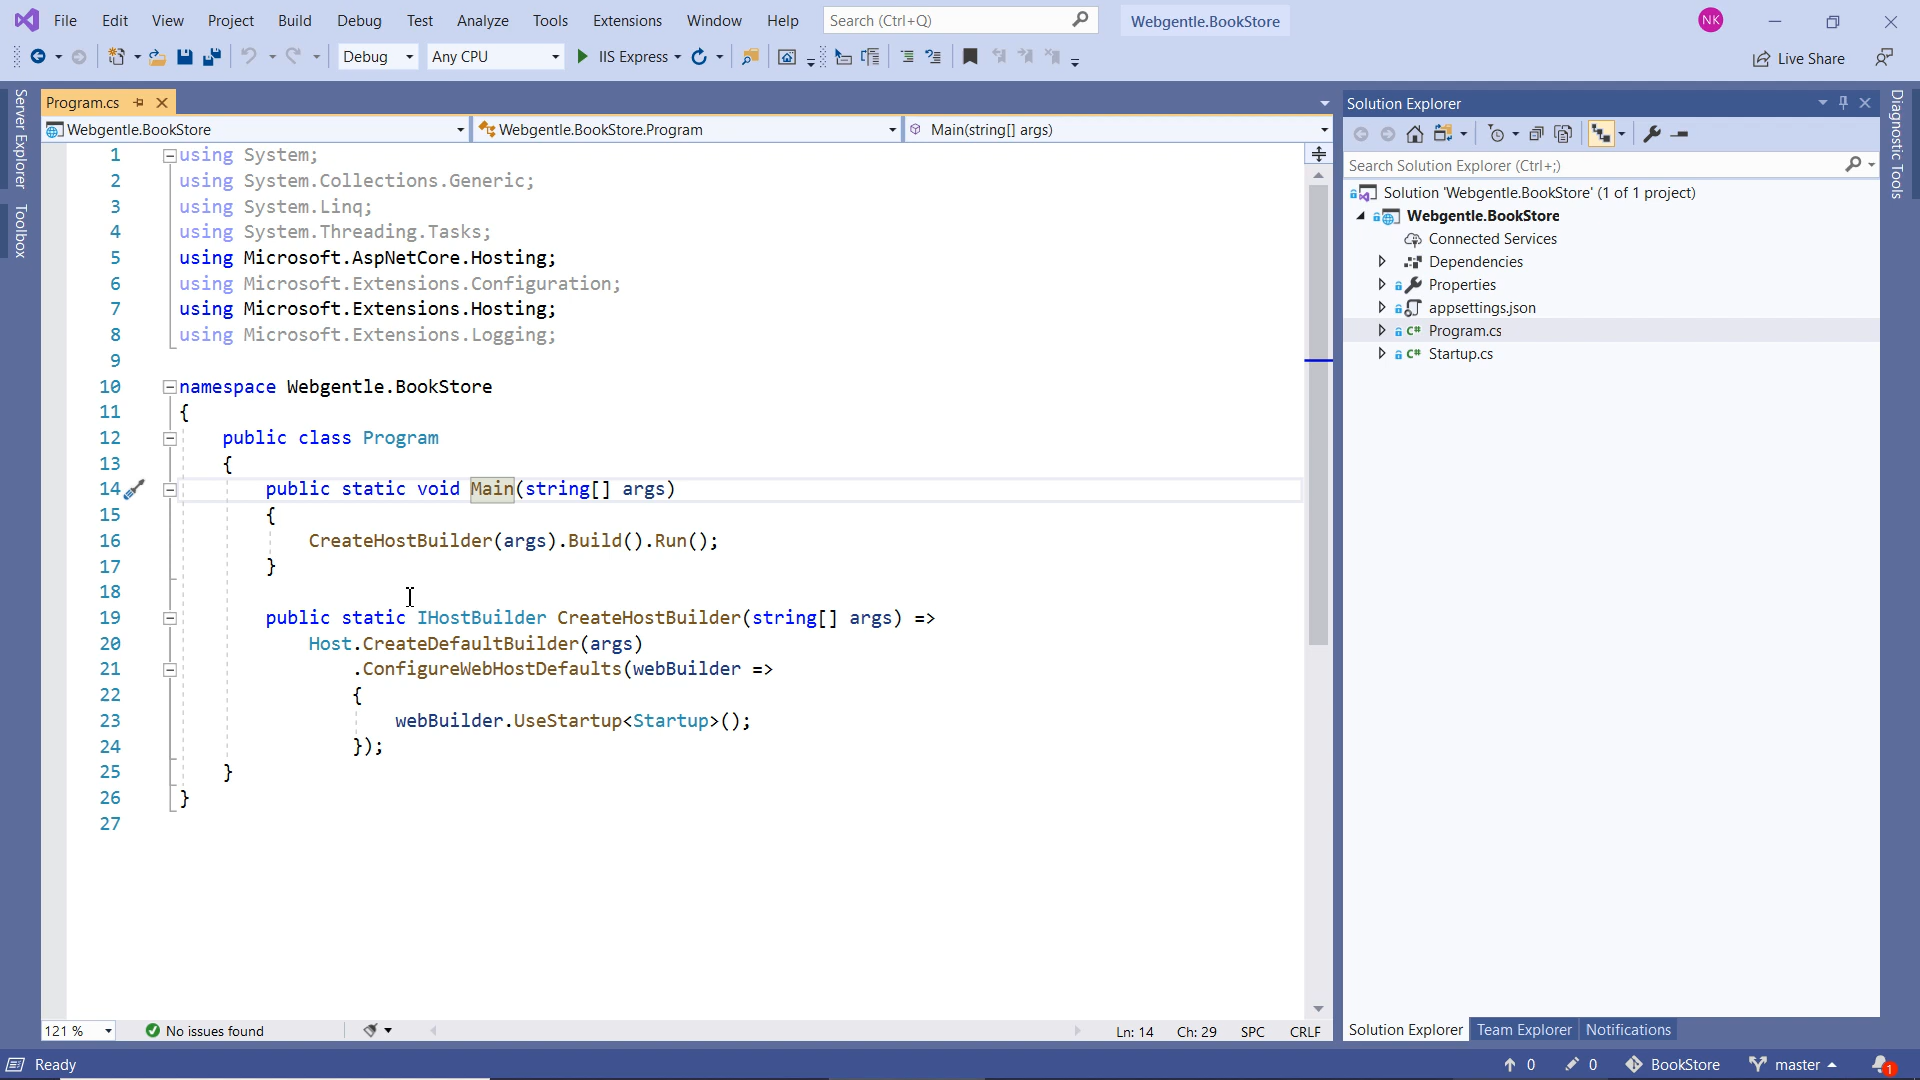 File Edit View Project Build Debug Test Analyze Tools Extensions Window Help Search (Ctrl+Q) Webgentle.BookStore NK
Debug Any CPU IIS Express Live Share
Server Explorer
Toolbox
Program.cs
Webgentle.BookStore Webgentle.BookStore.Program Main(string[] args)
1 using System;
2 using System.Collections.Generic;
3 using System.Linq;
4 using System.Threading.Tasks;
5 using Microsoft.AspNetCore.Hosting;
6 using Microsoft.Extensions.Configuration;
7 using Microsoft.Extensions.Hosting;
8 using Microsoft.Extensions.Logging;
9
10 namespace Webgentle.BookStore
11 {
12 public class Program
13 {
14 public static void Main(string[] args)
15 {
16 CreateHostBuilder(args).Build().Run();
17 }
18
19 public static IHostBuilder CreateHostBuilder(string[] args) =>
20 Host.CreateDefaultBuilder(args)
21 .ConfigureWebHostDefaults(webBuilder =>
22 {
23 webBuilder.UseStartup<Startup>();
24 });
25 }
26 }
27
121 % No issues found Ln: 14 Ch: 29 SPC CRLF
Solution Explorer
Search Solution Explorer (Ctrl+;)
Solution 'Webgentle.BookStore' (1 of 1 project)
Webgentle.BookStore
Connected Services
Dependencies
Properties
appsettings.json
C# Program.cs
C# Startup.cs
Solution Explorer Team Explorer Notifications
Diagnostic Tools
Ready 0 0 BookStore master 1